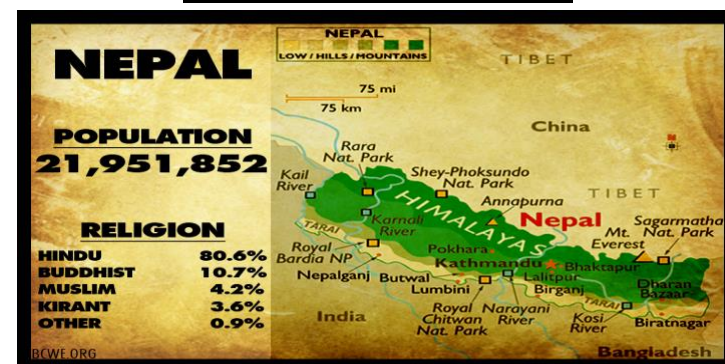 NEPAL
POPULATION
21,951,852
RELIGION
HINDU 80.6%
BUDDHIST 10.7%
MUSLIM 4.2%
KIRANT 3.6%
OTHER 0.9%
BCWE.ORG
NEPAL
LOW / HILLS / MOUNTAINS
75 mi
75 km
TIBET
China
Rara
Nat. Park
Shey-Phoksundo
Nat. Park
Kail
River
Annapurna
TIBET
HIMALAYAS
Nepal
Sagarmatha
Nat. Park
Mt.
Everest
TARAI
Karnali
River
Royal
Bardia NP
Pokhara
Kathmandu
Bhaktapur
Lalitpur
Nepalganj
Butwal
Lumbini
Birganj
Dharan
Bazaar
TARAI
India
Royal
Chitwan
Nat. Park
Narayani
River
Kosi
River
Biratnagar
Bangladesh